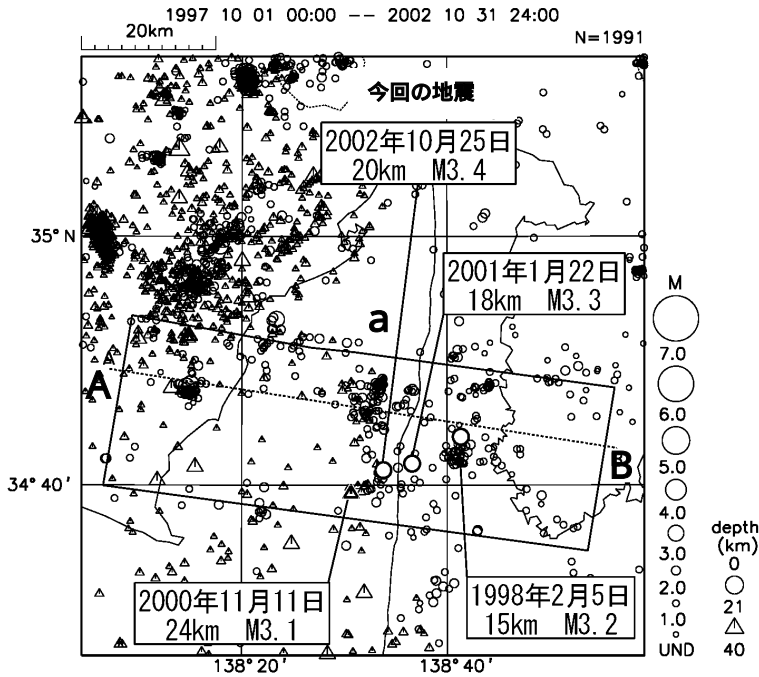 1997 10 01 00:00 -- 2002 10 31 24:00
20km
N=1991
今回の地震
2002年10月25日
20km M3.4
35° N
2001年1月22日
18km M3.3
a
A
B
34° 40'
2000年11月11日
24km M3.1
1998年2月5日
15km M3.2
138° 20'
138° 40'
M
7.0
6.0
5.0
4.0
3.0
2.0
1.0
UND
depth
(km)
0
21
40